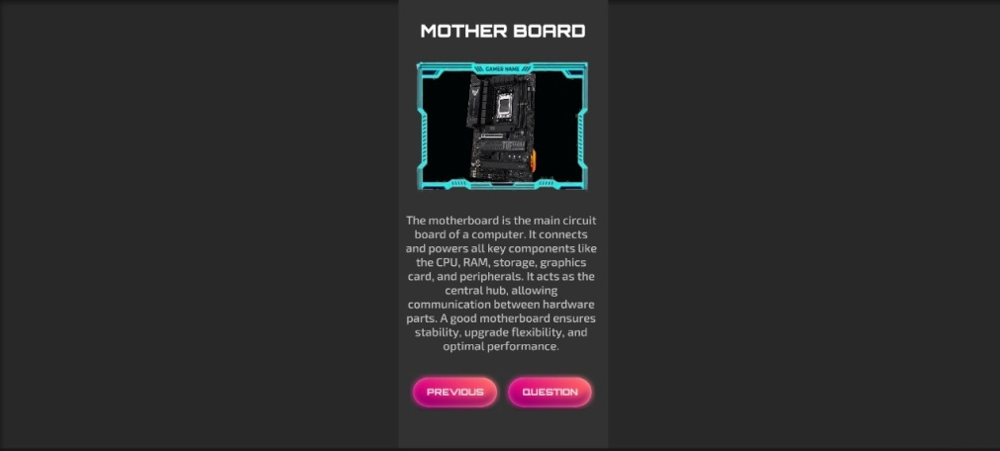 MOTHER BOARD
GAMER NAME
The motherboard is the main circuit
board of a computer. It connects
and powers all key components like
the CPU, RAM, storage, graphics
card, and peripherals. It acts as the
central hub, allowing
communication between hardware
parts. A good motherboard ensures
stability, upgrade flexibility, and
optimal performance.
PREVIOUS
QUESTION